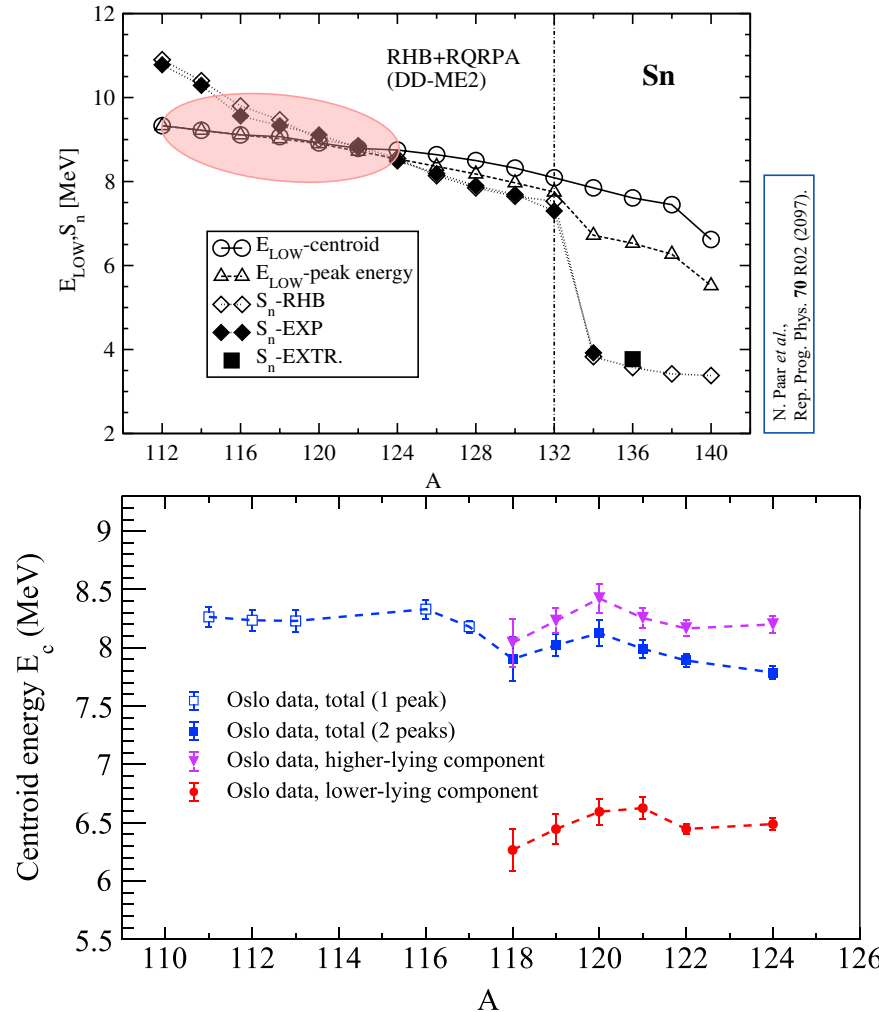 12
10
8
6
4
2
E_LOW,S_n [MeV]
RHB+RQRPA
(DD-ME2)
Sn
E_LOW-centroid
E_LOW-peak energy
S_n-RHB
S_n-EXP
S_n-EXTR.
112 116 120 124 128 132 136 140
A
N. Paar et al.,
Rep. Prog. Phys. 70 R02 (2097).
9
8.5
8
7.5
7
6.5
6
5.5
Centroid energy E_c (MeV)
Oslo data, total (1 peak)
Oslo data, total (2 peaks)
Oslo data, higher-lying component
Oslo data, lower-lying component
110 112 114 116 118 120 122 124 126
A